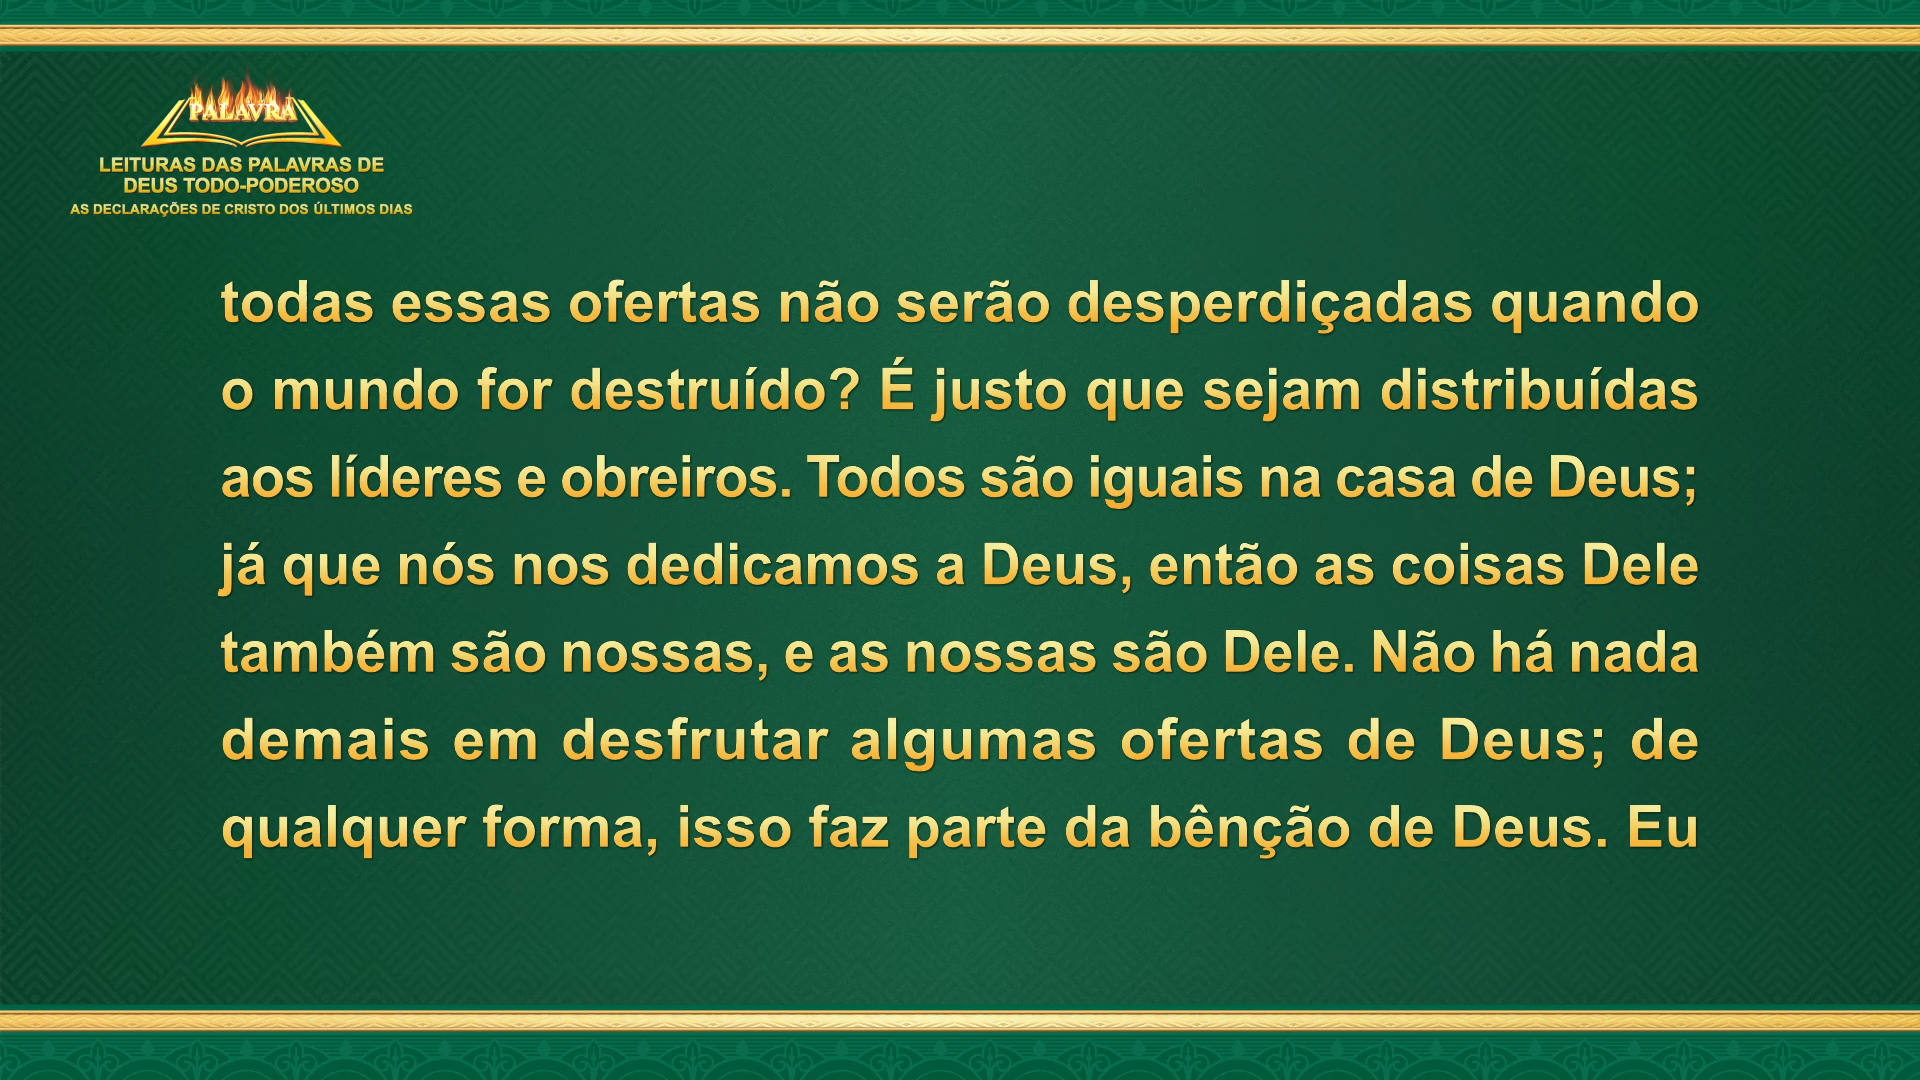 PALAVRA
LEITURAS DAS PALAVRAS DE
DEUS TODO-PODEROSO
AS DECLARAÇÕES DE CRISTO DOS ÚLTIMOS DIAS
todas essas ofertas não serão desperdiçadas quando
o mundo for destruído? É justo que sejam distribuídas
aos líderes e obreiros. Todos são iguais na casa de Deus;
já que nós nos dedicamos a Deus, então as coisas Dele
também são nossas, e as nossas são Dele. Não há nada
demais em desfrutar algumas ofertas de Deus; de
qualquer forma, isso faz parte da bênção de Deus. Eu